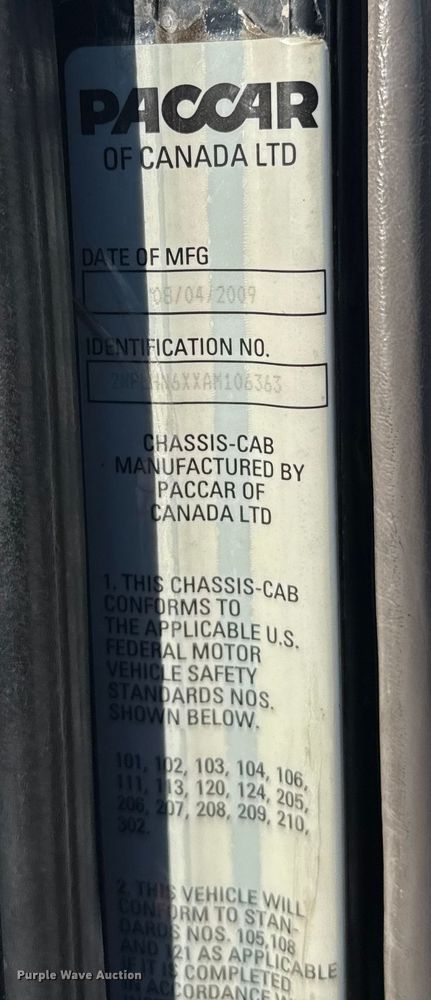 PACCAR
OF CANADA LTD
DATE OF MFG
08/04/2009
IDENTIFICATION NO.
CHASSIS-CAB
MANUFACTURED BY
PACCAR OF
CANADA LTD
1. THIS CHASSIS-CAB
CONFORMS TO
THE APPLICABLE U.S.
FEDERAL MOTOR
VEHICLE SAFETY
STANDARDS NOS.
SHOWN BELOW.
101, 102, 103, 104, 106,
111, 113, 120, 124, 205,
206, 207, 208, 209, 210,
302.
2. THIS VEHICLE WILL
CONFORM TO STAN-
DARDS NOS. 105,108
AND 121 AS APPLICABLE
IF IT IS COMPLETED
IN ACCORDANCE
Purple Wave Auction